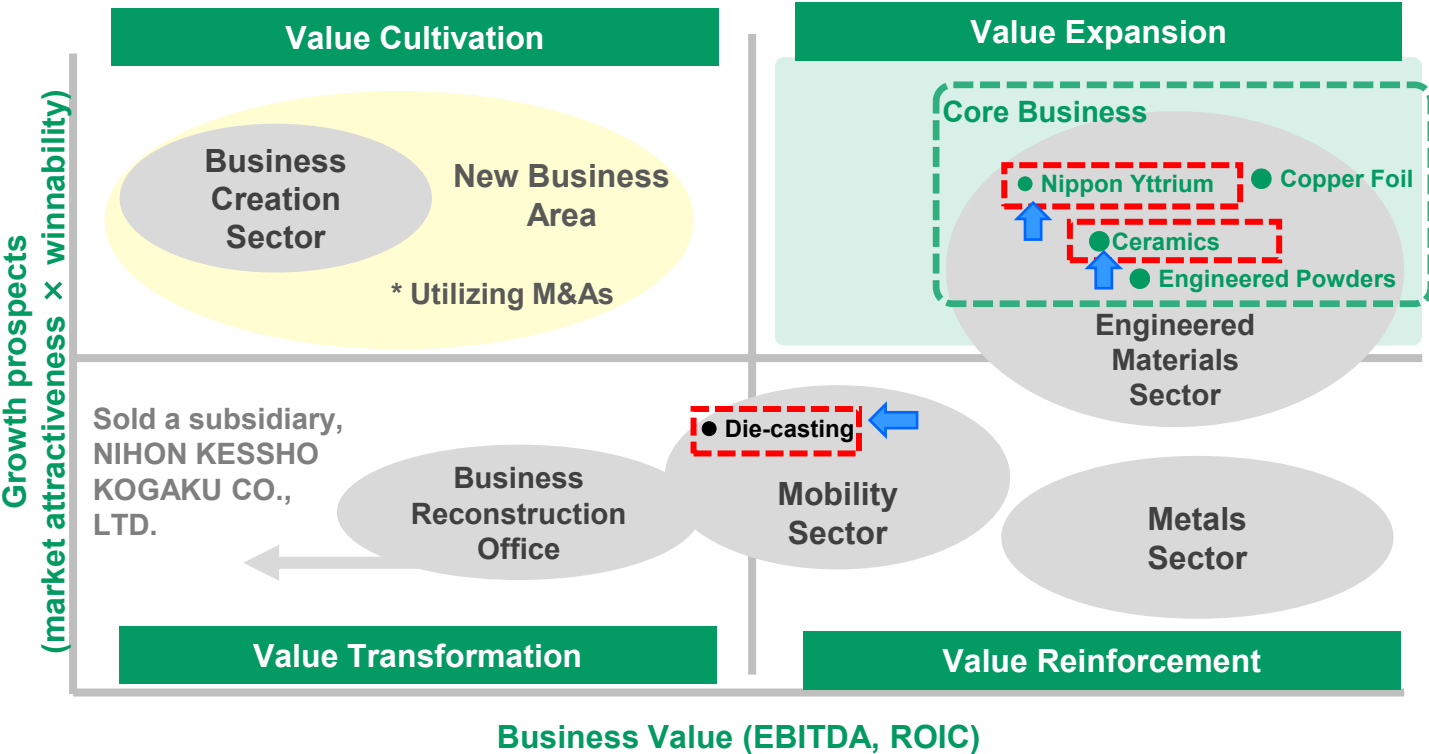 Value Cultivation
Value Expansion
Growth prospects
(market attractiveness × winnability)
Business
Creation
Sector
New Business
Area
* Utilizing M&As
Core Business
Nippon Yttrium
Copper Foil
Ceramics
Engineered Powders
Engineered
Materials
Sector
Sold a subsidiary,
NIHON KESSHO
KOGAKU CO.,
LTD.
Business
Reconstruction
Office
Die-casting
Mobility
Sector
Metals
Sector
Value Transformation
Value Reinforcement
Business Value (EBITDA, ROIC)